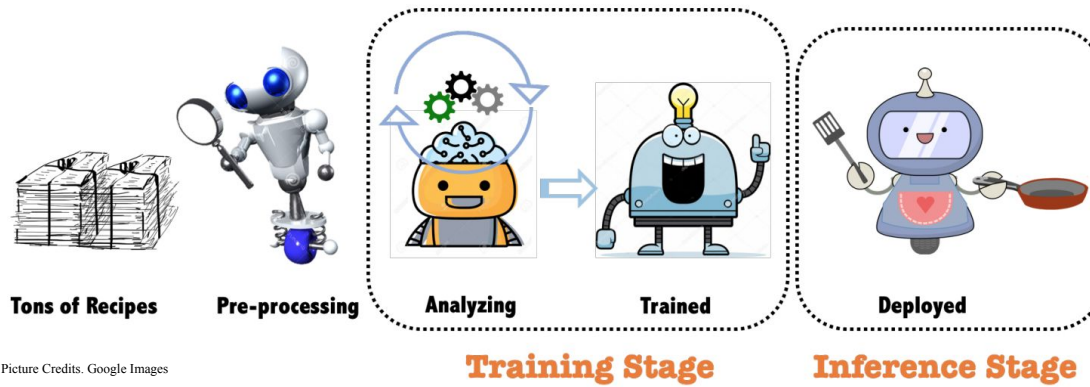 Tons of Recipes
Pre-processing
Analyzing
Trained
Deployed
Picture Credits. Google Images
Training Stage
Inference Stage